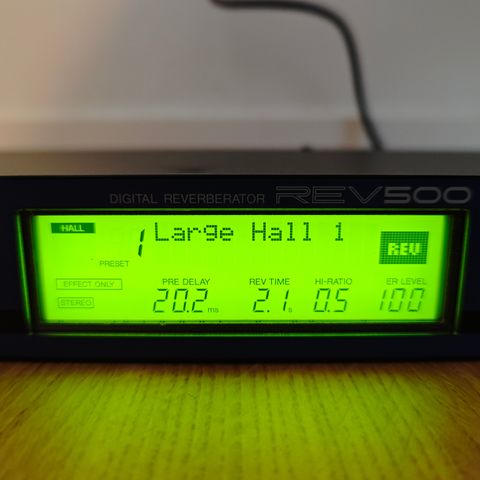 DIGITAL REVERBERATOR REV500
HALL
1 Large Hall 1
PRESET
REV
EFFECT ONLY
PRE DELAY REV TIME HI-RATIO ER LEVEL
STEREO
20.2 ms 2.1 s 0.5 100